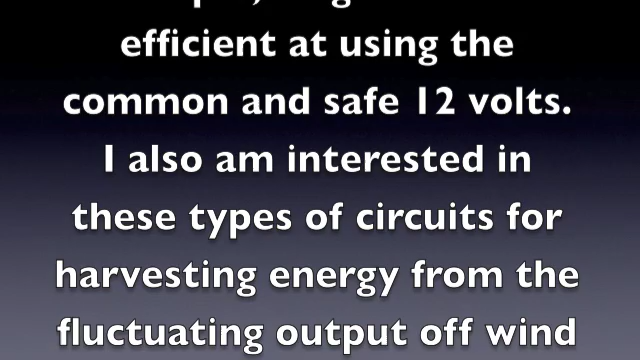 efficient at using the
common and safe 12 volts.
I also am interested in
these types of circuits for
harvesting energy from the
fluctuating output off wind